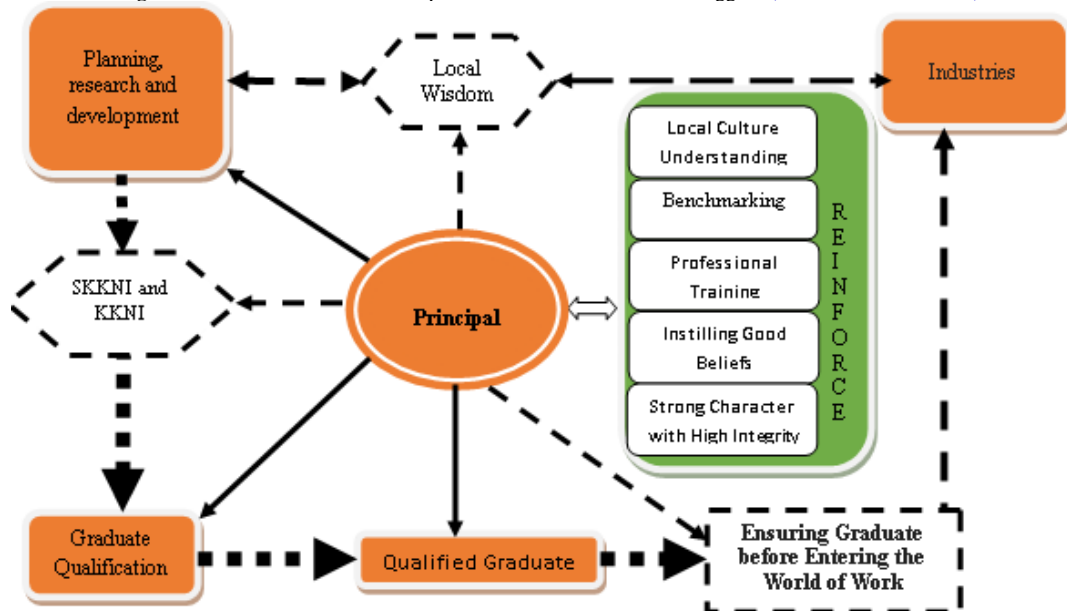 Planning,
research and
development
Local
Wisdom
Industries
Local Culture
Understanding
Benchmarking
Professional
Training
Instilling Good
Beliefs
Strong Character
with High Integrity
REINFORCE
SKKNI and
KKNI
Principal
Graduate
Qualification
Qualified Graduate
Ensuring Graduate
before Entering the
World of Work